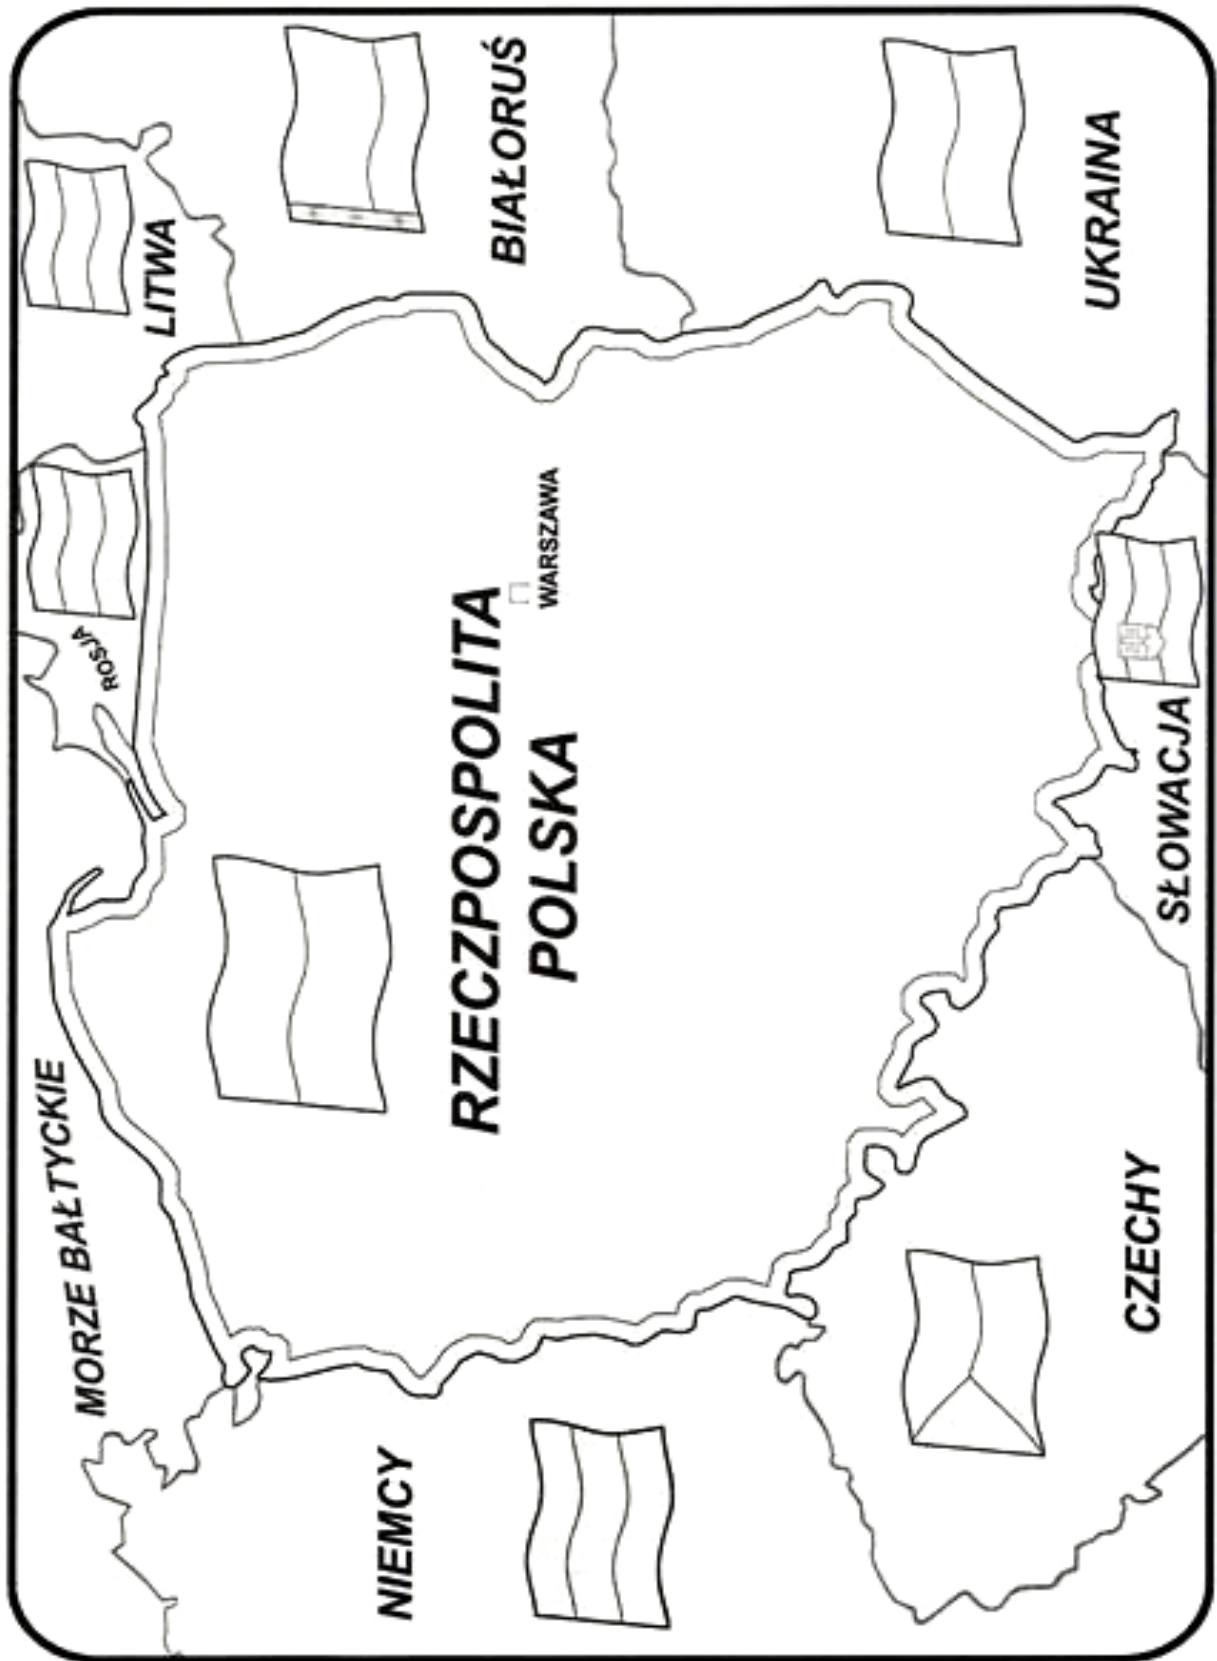 MORZE BAŁTYCKIE
ROSJA
LITWA
BIAŁORUŚ
RZECZPOSPOLITA
POLSKA
WARSZAWA
NIEMCY
UKRAINA
CZECHY
SŁOWACJA